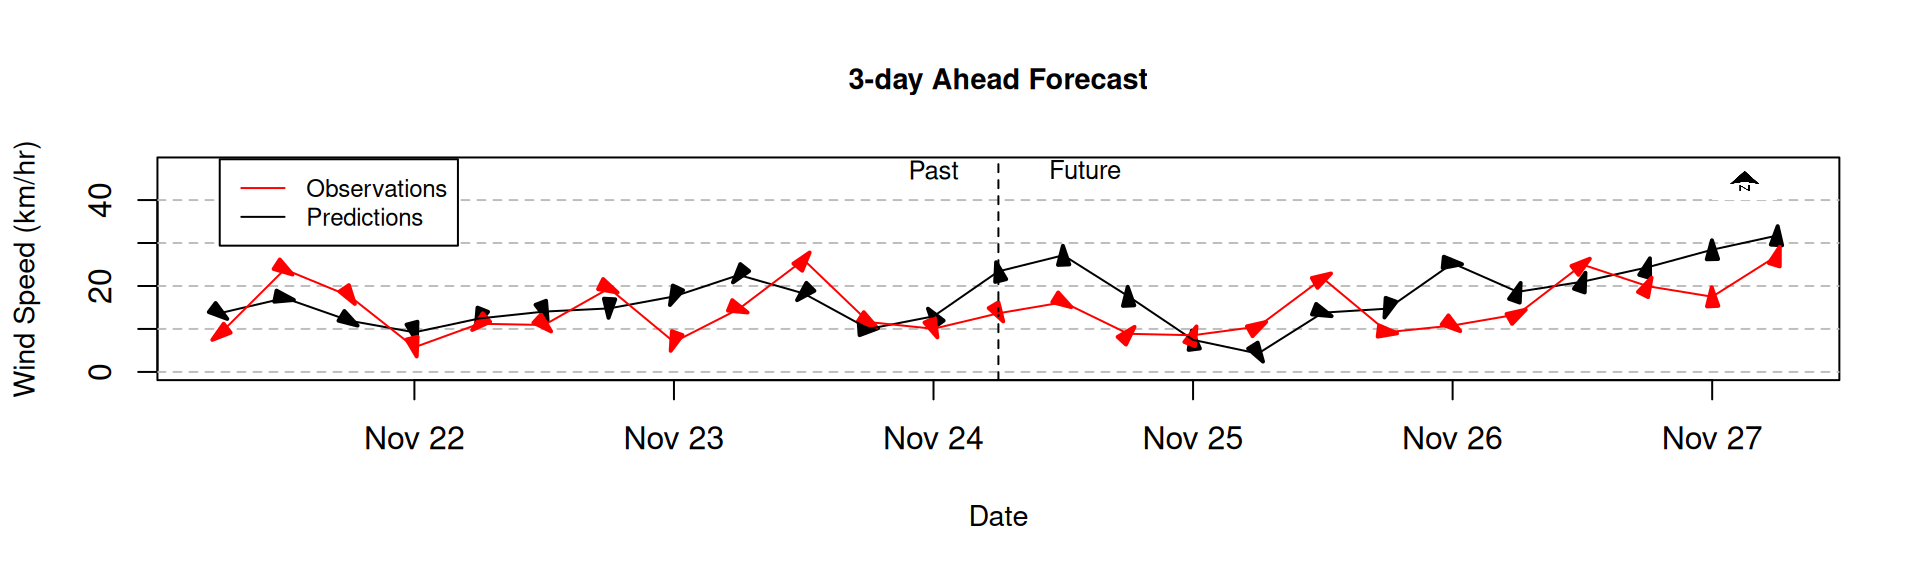 3-day Ahead Forecast
Wind Speed (km/hr)
40
20
0
Observations
Predictions
Past
Future
N
Nov 22
Nov 23
Nov 24
Nov 25
Nov 26
Nov 27
Date